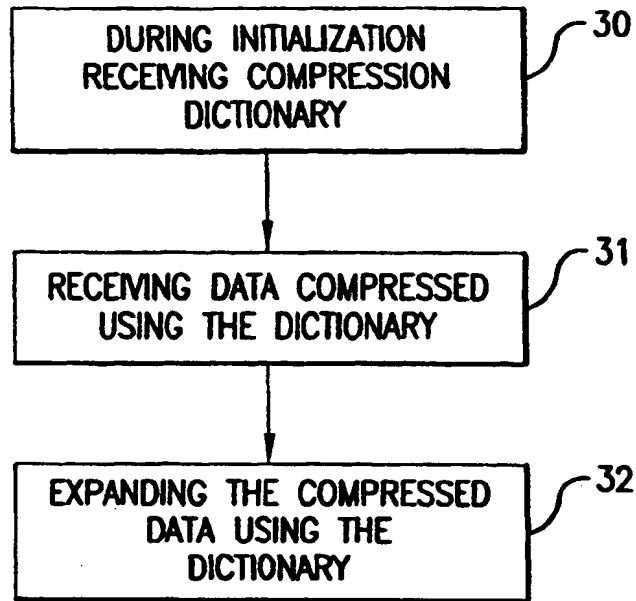 DURING INITIALIZATION
RECEIVING COMPRESSION
DICTIONARY
30
RECEIVING DATA COMPRESSED
USING THE DICTIONARY
31
EXPANDING THE COMPRESSED
DATA USING THE
DICTIONARY
32